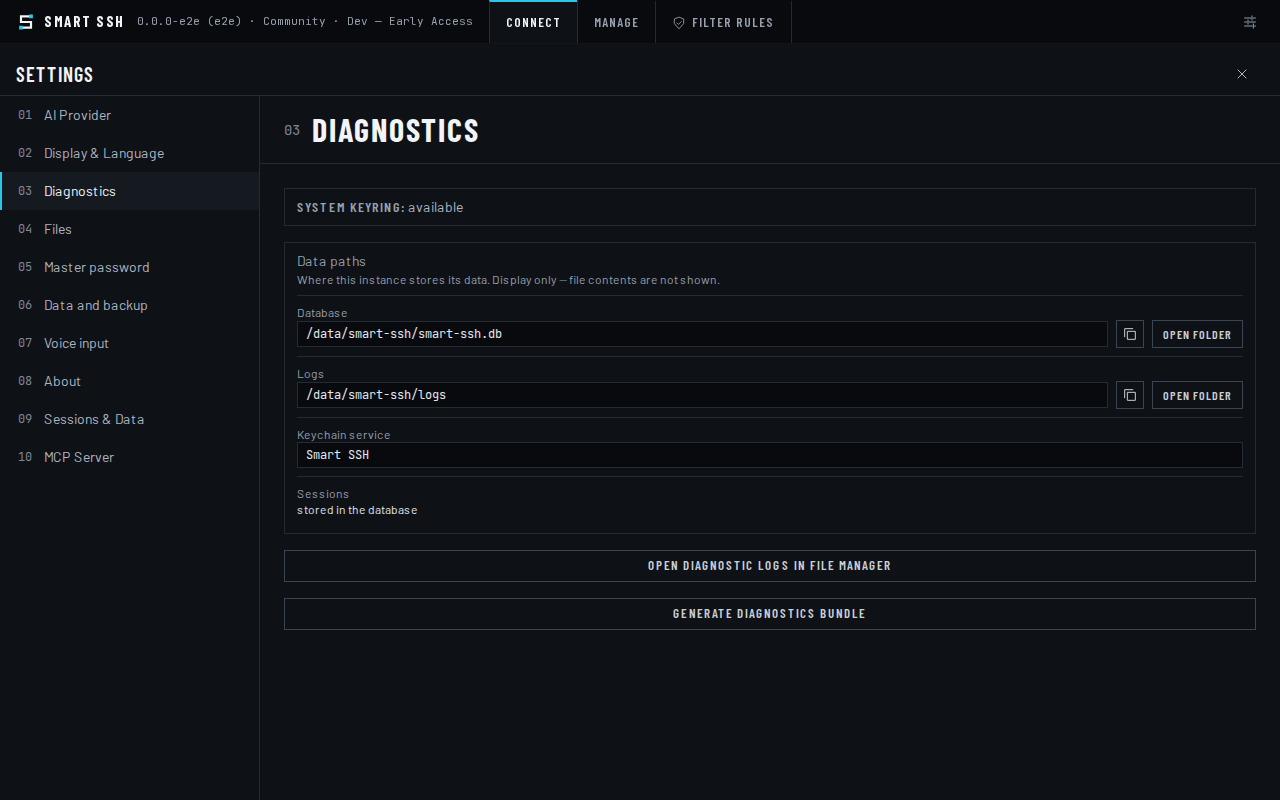 SMART SSH 0.0.0-e2e (e2e) · Community · Dev — Early Access CONNECT MANAGE FILTER RULES
SETTINGS
01 AI Provider
02 Display & Language
03 Diagnostics
04 Files
05 Master password
06 Data and backup
07 Voice input
08 About
09 Sessions & Data
10 MCP Server
03 DIAGNOSTICS
SYSTEM KEYRING: available
Data paths
Where this instance stores its data. Display only — file contents are not shown.
Database
/data/smart-ssh/smart-ssh.db OPEN FOLDER
Logs
/data/smart-ssh/logs OPEN FOLDER
Keychain service
Smart SSH
Sessions
stored in the database
OPEN DIAGNOSTIC LOGS IN FILE MANAGER
GENERATE DIAGNOSTICS BUNDLE